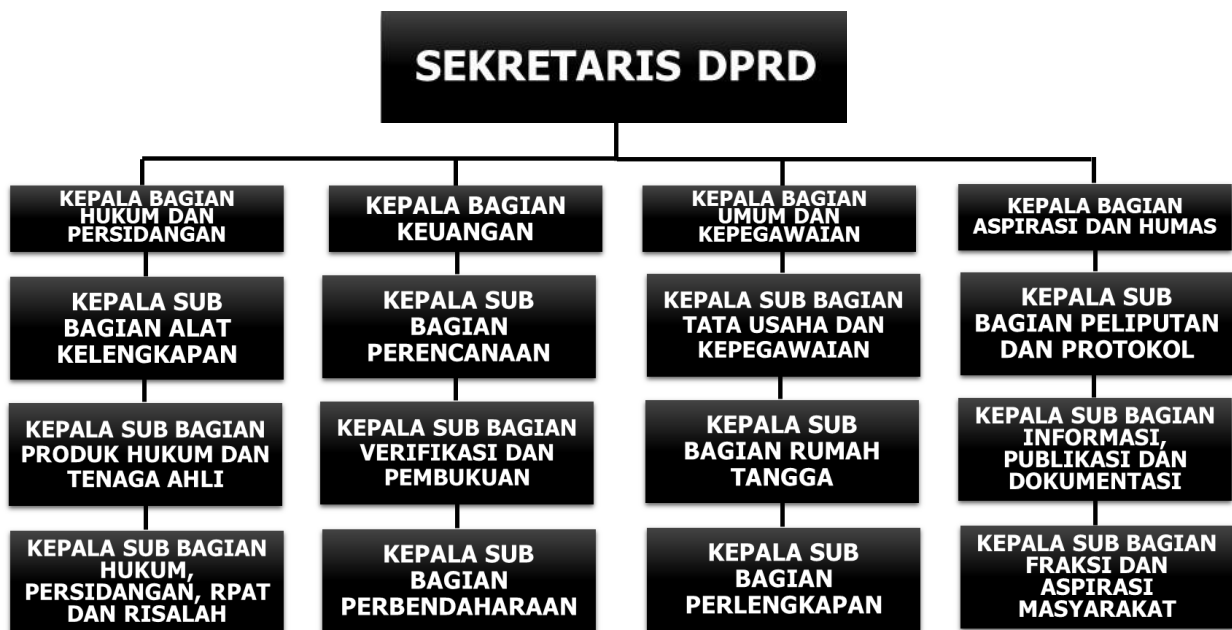 SEKRETARIS DPRD
KEPALA BAGIAN
HUKUM DAN
PERSIDANGAN
KEPALA BAGIAN
KEUANGAN
KEPALA BAGIAN
UMUM DAN
KEPEGAWAIAN
KEPALA BAGIAN
ASPIRASI DAN HUMAS
KEPALA SUB
BAGIAN ALAT
KELENGKAPAN
KEPALA SUB
BAGIAN
PERENCANAAN
KEPALA SUB BAGIAN
TATA USAHA DAN
KEPEGAWAIAN
KEPALA SUB
BAGIAN PELIPUTAN
DAN PROTOKOL
KEPALA SUB BAGIAN
PRODUK HUKUM DAN
TENAGA AHLI
KEPALA SUB BAGIAN
VERIFIKASI DAN
PEMBUKUAN
KEPALA SUB
BAGIAN RUMAH
TANGGA
KEPALA SUB BAGIAN
INFORMASI,
PUBLIKASI DAN
DOKUMENTASI
KEPALA SUB BAGIAN
HUKUM,
PERSIDANGAN, RPAT
DAN RISALAH
KEPALA SUB
BAGIAN
PERBENDAHARAAN
KEPALA SUB
BAGIAN
PERLENGKAPAN
KEPALA SUB BAGIAN
FRAKSI DAN
ASPIRASI
MASYARAKAT